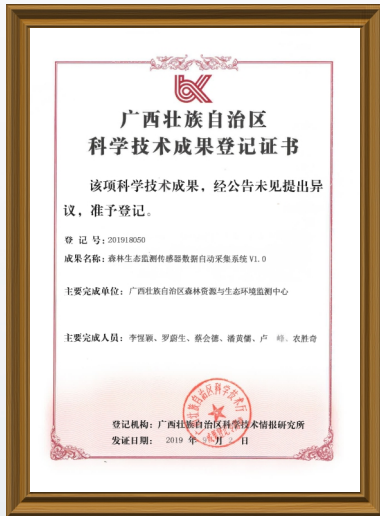 广西壮族自治区
科学技术成果登记证书
该项科学技术成果，经公告未见提出异
议，准予登记。
登 记 号：201918050
成果名称：森林生态监测传感器数据自动采集系统 V1.0
主要完成单位：广西壮族自治区森林资源与生态环境监测中心
主要完成人员：李惺颖、罗蔚生、蔡会德、潘黄儒、卢 峰、农胜奇
登记机构：广西壮族自治区科学技术情报研究所
发证日期： 2019 年 9 月 2 日